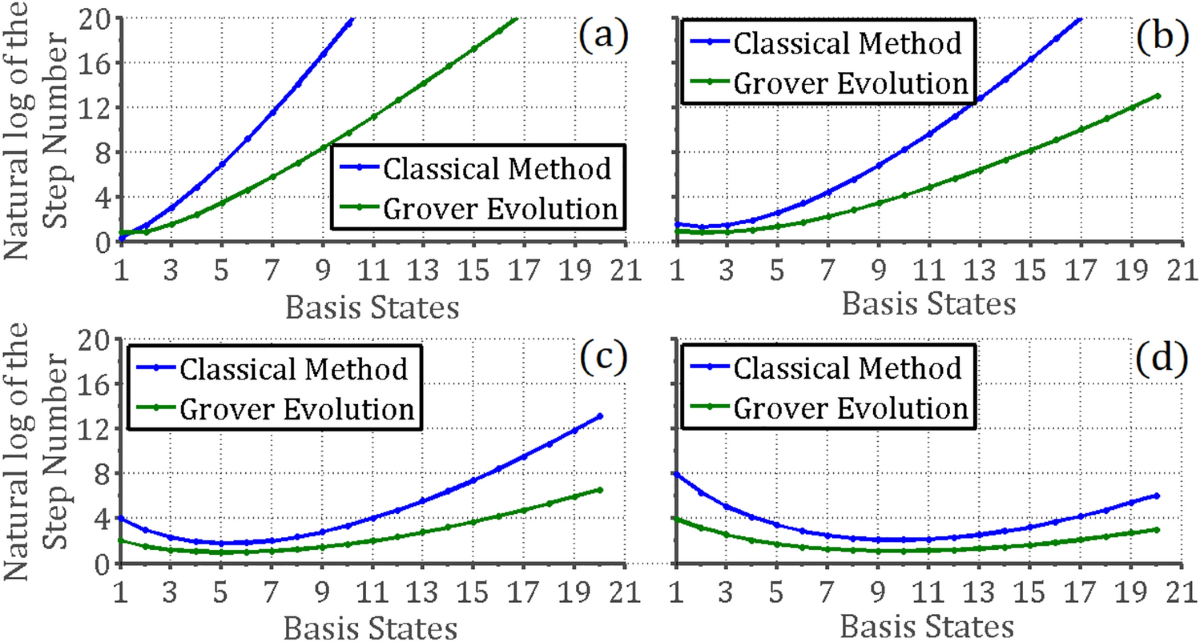 Natural log of the
Step Number
20
16
12
8
4
0
(a)
Classical Method
Grover Evolution
1 3 5 7 9 11 13 15 17 19 21
Basis States
(b)
Classical Method
Grover Evolution
1 3 5 7 9 11 13 15 17 19 21
Basis States
Natural log of the
Step Number
20
16
12
8
4
0
(c)
Classical Method
Grover Evolution
1 3 5 7 9 11 13 15 17 19 21
Basis States
(d)
Classical Method
Grover Evolution
1 3 5 7 9 11 13 15 17 19 21
Basis States